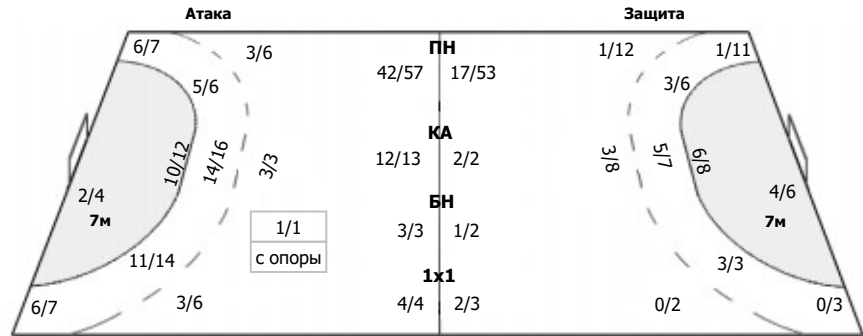 Атака Защита
6/7 3/6 ПН 1/12 1/11
42/57 17/53
5/6 3/6
КА
10/12 14/16 3/3 12/13 2/2 3/8 5/7 6/8
2/4 4/6
7м 7м
БН
1/1 3/3 1/2
с опоры
11/14 3/3
1x1
6/7 3/6 4/4 2/3 0/2 0/3